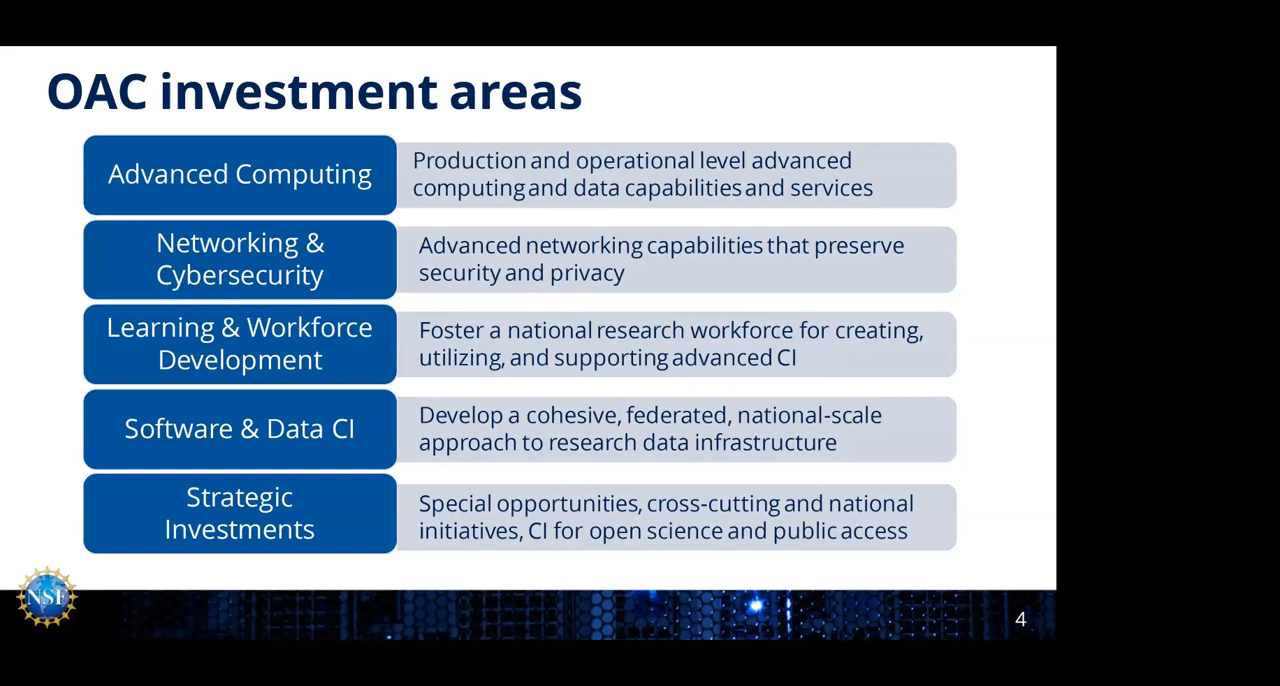 OAC investment areas
Advanced Computing
Production and operational level advanced
computing and data capabilities and services
Networking &
Cybersecurity
Advanced networking capabilities that preserve
security and privacy
Learning & Workforce
Development
Foster a national research workforce for creating,
utilizing, and supporting advanced CI
Software & Data CI
Develop a cohesive, federated, national-scale
approach to research data infrastructure
Strategic
Investments
Special opportunities, cross-cutting and national
initiatives, CI for open science and public access
NSF
4